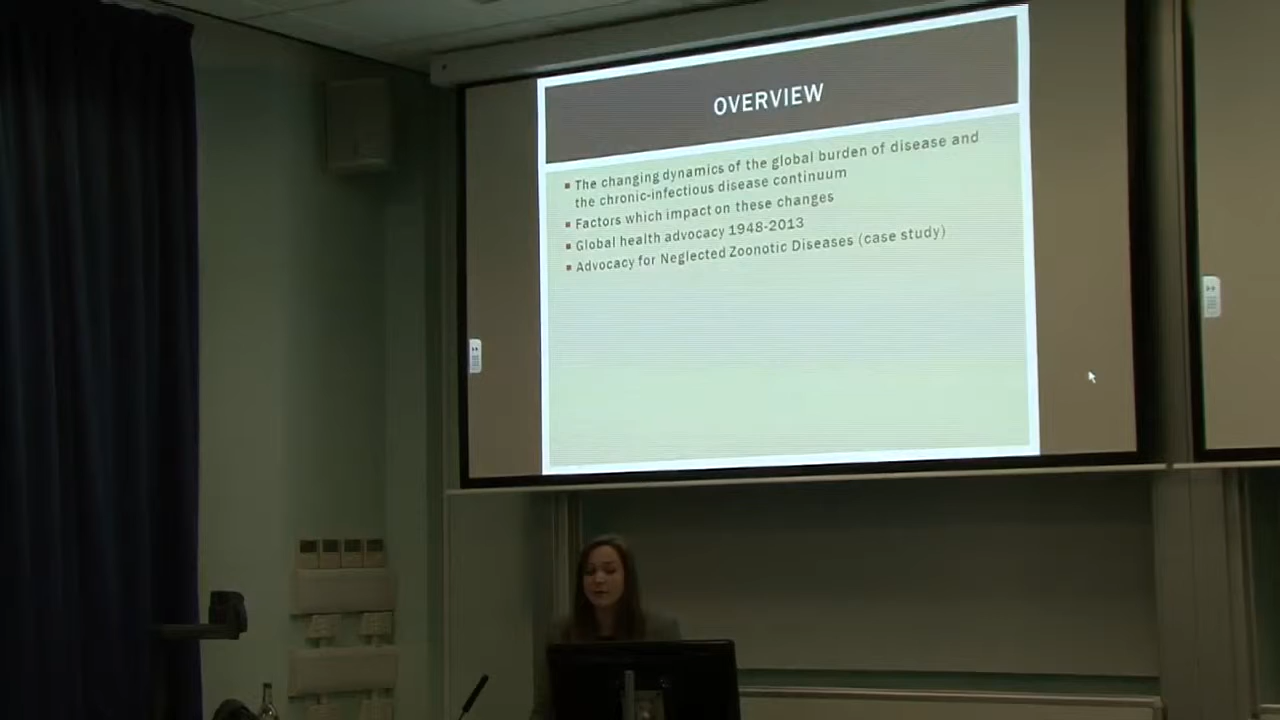 OVERVIEW
▪ The changing dynamics of the global burden of disease and
the chronic-infectious disease continuum
▪ Factors which impact on these changes
▪ Global health advocacy 1948-2013
▪ Advocacy for Neglected Zoonotic Diseases (case study)